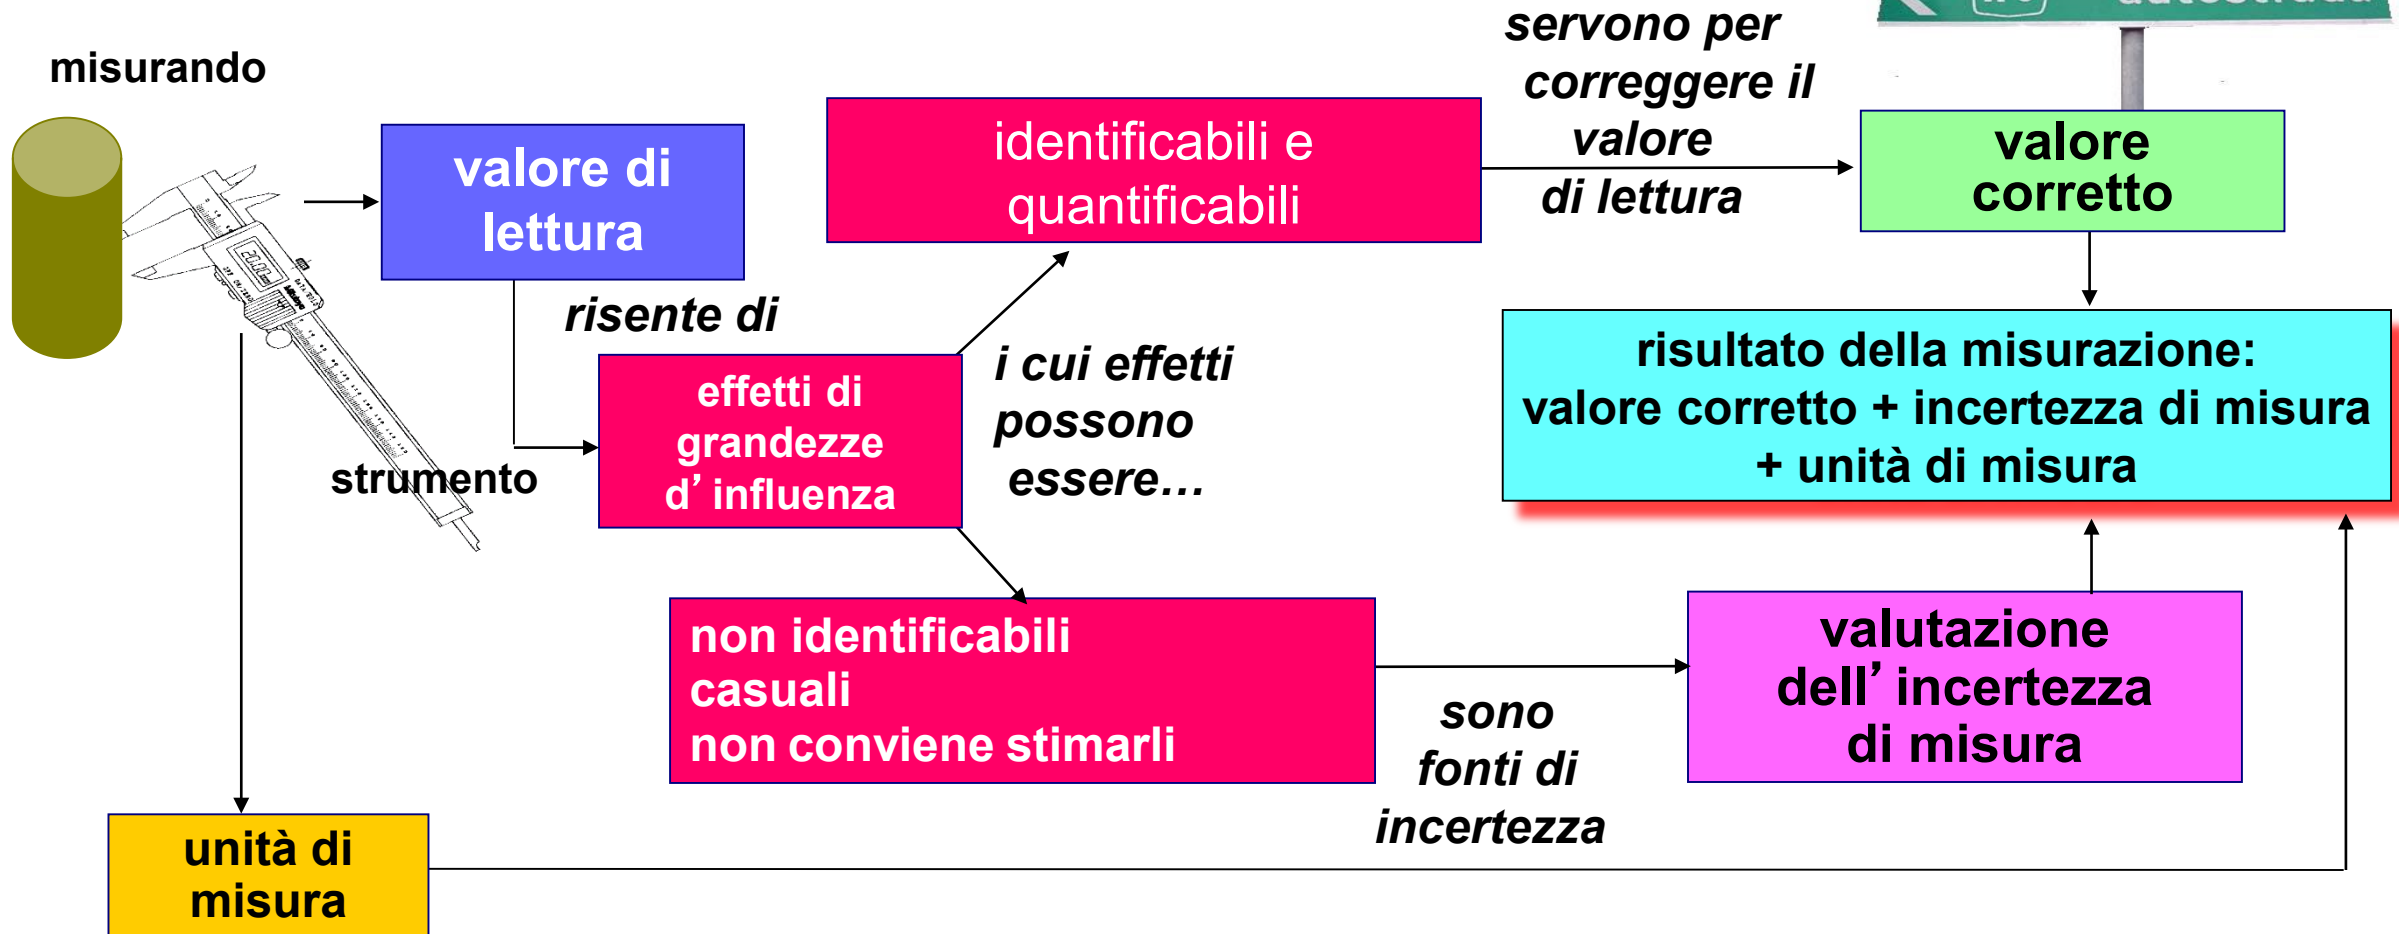 misurando
valore di
lettura
strumento
risente di
effetti di
grandezze
d’ influenza
i cui effetti
possono
essere…
identificabili e
quantificabili
servono per
correggere il
valore
di lettura
valore
corretto
risultato della misurazione:
valore corretto + incertezza di misura
+ unità di misura
non identificabili
casuali
non conviene stimarli
sono
fonti di
incertezza
valutazione
dell’ incertezza
di misura
unità di
misura